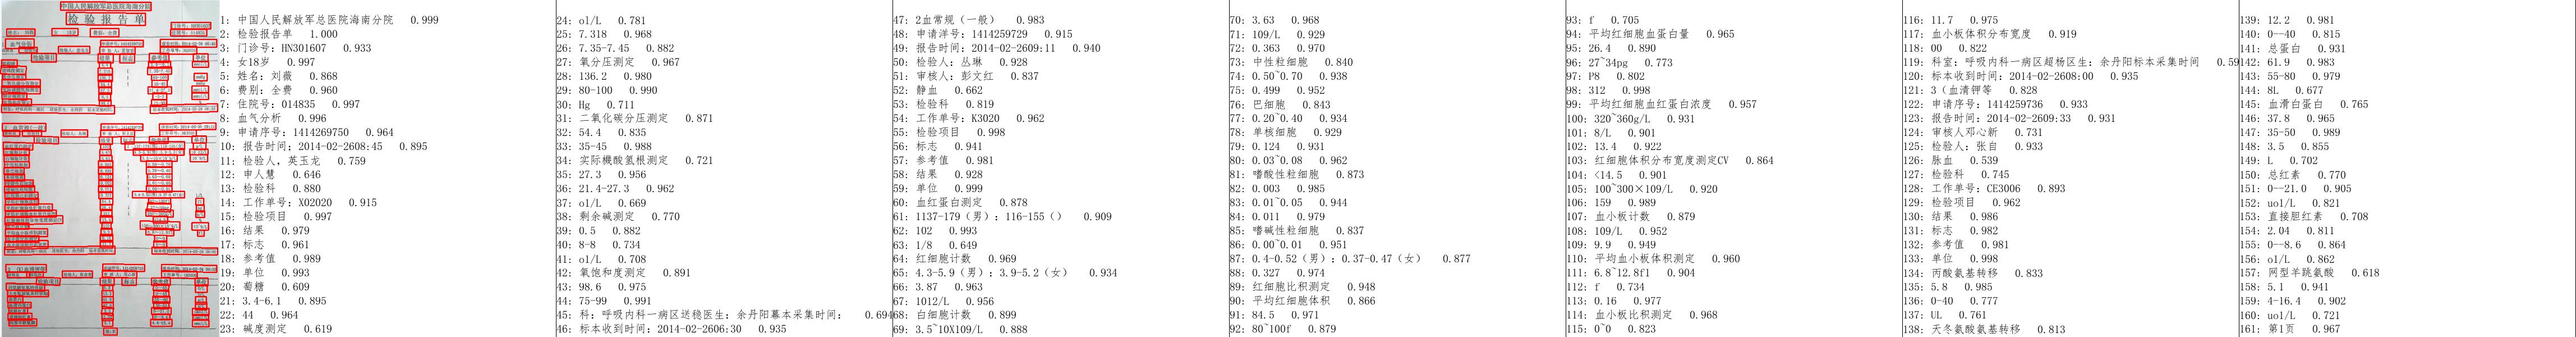 1: 中国人民解放军总医院海南分院 0.999
2: 检验报告单 1.000
3: 门诊号：HN301607 0.933
4: 女18岁 0.997
5: 姓名：刘薇 0.868
6: 费别：全费 0.960
7: 住院号：014835 0.997
8: 血气分析 0.996
9: 申请序号：1414269750 0.964
10: 报告时间：2014-02-2608:45 0.895
11: 检验人，英玉龙 0.759
12: 审人慧 0.646
13: 检验科 0.880
14: 工作单号：X02020 0.915
15: 检验项目 0.997
16: 结果 0.979
17: 标志 0.961
18: 参考值 0.989
19: 单位 0.993
20: 萄糖 0.609
21: 3.4-6.1 0.895
22: 44 0.964
23: 碱度测定 0.619
24: ol/L 0.781
25: 7.318 0.968
26: 7.35-7.45 0.882
27: 氧分压测定 0.967
28: 136.2 0.980
29: 80-100 0.990
30: Hg 0.711
31: 二氧化碳分压测定 0.871
32: 54.4 0.835
33: 35-45 0.988
34: 实际機酸氢根测定 0.721
35: 27.3 0.956
36: 21.4-27.3 0.962
37: ol/L 0.669
38: 剩余碱测定 0.770
39: 0.5 0.882
40: 8-8 0.734
41: ol/L 0.708
42: 氧饱和度测定 0.891
43: 98.6 0.975
44: 75-99 0.991
45: 科：呼吸内科一病区送稳医生：余丹阳幕本采集时间： 0.694
46: 标本收到时间：2014-02-2606:30 0.935
47: 2血常规（一般） 0.983
48: 申请洋号：1414259729 0.915
49: 报告时间：2014-02-2609:11 0.940
50: 检验人：丛琳 0.928
51: 审核人：彭文红 0.837
52: 静血 0.662
53: 检验科 0.819
54: 工作单号：K3020 0.962
55: 检验项目 0.998
56: 标志 0.941
57: 参考值 0.981
58: 结果 0.928
59: 单位 0.999
60: 血红蛋白测定 0.878
61: 1137-179（男）；116-155（） 0.909
62: 102 0.993
63: 1/8 0.649
64: 红细胞计数 0.969
65: 4.3-5.9（男）；3.9-5.2（女） 0.934
66: 3.87 0.963
67: 1012/L 0.956
68: 白细胞计数 0.899
69: 3.5~10X109/L 0.888
70: 3.63 0.968
71: 109/L 0.929
72: 0.363 0.970
73: 中性粒细胞 0.840
74: 0.50~0.70 0.938
75: 0.499 0.952
76: 巴细胞 0.843
77: 0.20~0.40 0.934
78: 单核细胞 0.929
79: 0.124 0.931
80: 0.03~0.08 0.962
81: 嗜酸性粒细胞 0.873
82: 0.003 0.985
83: 0.01~0.05 0.944
84: 0.011 0.979
85: 嗜碱性粒细胞 0.837
86: 0.00~0.01 0.951
87: 0.4-0.52（男）；0.37-0.47（女） 0.877
88: 0.327 0.974
89: 红细胞比积测定 0.948
90: 平均红细胞体积 0.866
91: 84.5 0.971
92: 80~100f 0.879
93: f 0.705
94: 平均红细胞血蛋白量 0.965
95: 26.4 0.890
96: 27~34pg 0.773
97: P8 0.802
98: 312 0.998
99: 平均红细胞血红蛋白浓度 0.957
100: 320~360g/L 0.931
101: 8/L 0.901
102: 13.4 0.922
103: 红细胞体积分布宽度测定CV 0.864
104: <14.5 0.901
105: 100~300×109/L 0.920
106: 159 0.989
107: 血小板计数 0.879
108: 109/L 0.952
109: 9.9 0.949
110: 平均血小板体积测定 0.960
111: 6.8~12.8f1 0.904
112: f 0.734
113: 0.16 0.977
114: 血小板比积测定 0.968
115: 0~0 0.823
116: 11.7 0.975
117: 血小板体积分布宽度 0.919
118: 00 0.822
119: 科室：呼吸内科一病区超杨医生：余丹阳标本采集时间 0.59
120: 标本收到时间：2014-02-2608:00 0.935
121: 3（血清钾等 0.828
122: 申请序号：1414259736 0.933
123: 报告时间：2014-02-2609:33 0.931
124: 审核人邓心新 0.731
125: 检验人：张自 0.933
126: 脉血 0.539
127: 检验科 0.745
128: 工作单号：CE3006 0.893
129: 检验项目 0.962
130: 结果 0.986
131: 标志 0.982
132: 参考值 0.981
133: 单位 0.998
134: 丙酸氨基转移 0.833
135: 5.8 0.985
136: 0-40 0.777
137: UL 0.761
138: 天冬氨酸氨基转移 0.813
139: 12.2 0.981
140: 0--40 0.815
141: 总蛋白 0.931
142: 61.9 0.983
143: 55-80 0.979
144: 8L 0.677
145: 血滑白蛋白 0.765
146: 37.8 0.965
147: 35-50 0.989
148: 3.5 0.855
149: L 0.702
150: 总红素 0.770
151: 0--21.0 0.905
152: uol/L 0.821
153: 直接胆红素 0.708
154: 2.04 0.811
155: 0--8.6 0.864
156: ol/L 0.862
157: 网型羊跳氨酸 0.618
158: 5.1 0.941
159: 4-16.4 0.902
160: uol/L 0.721
161: 第1页 0.967